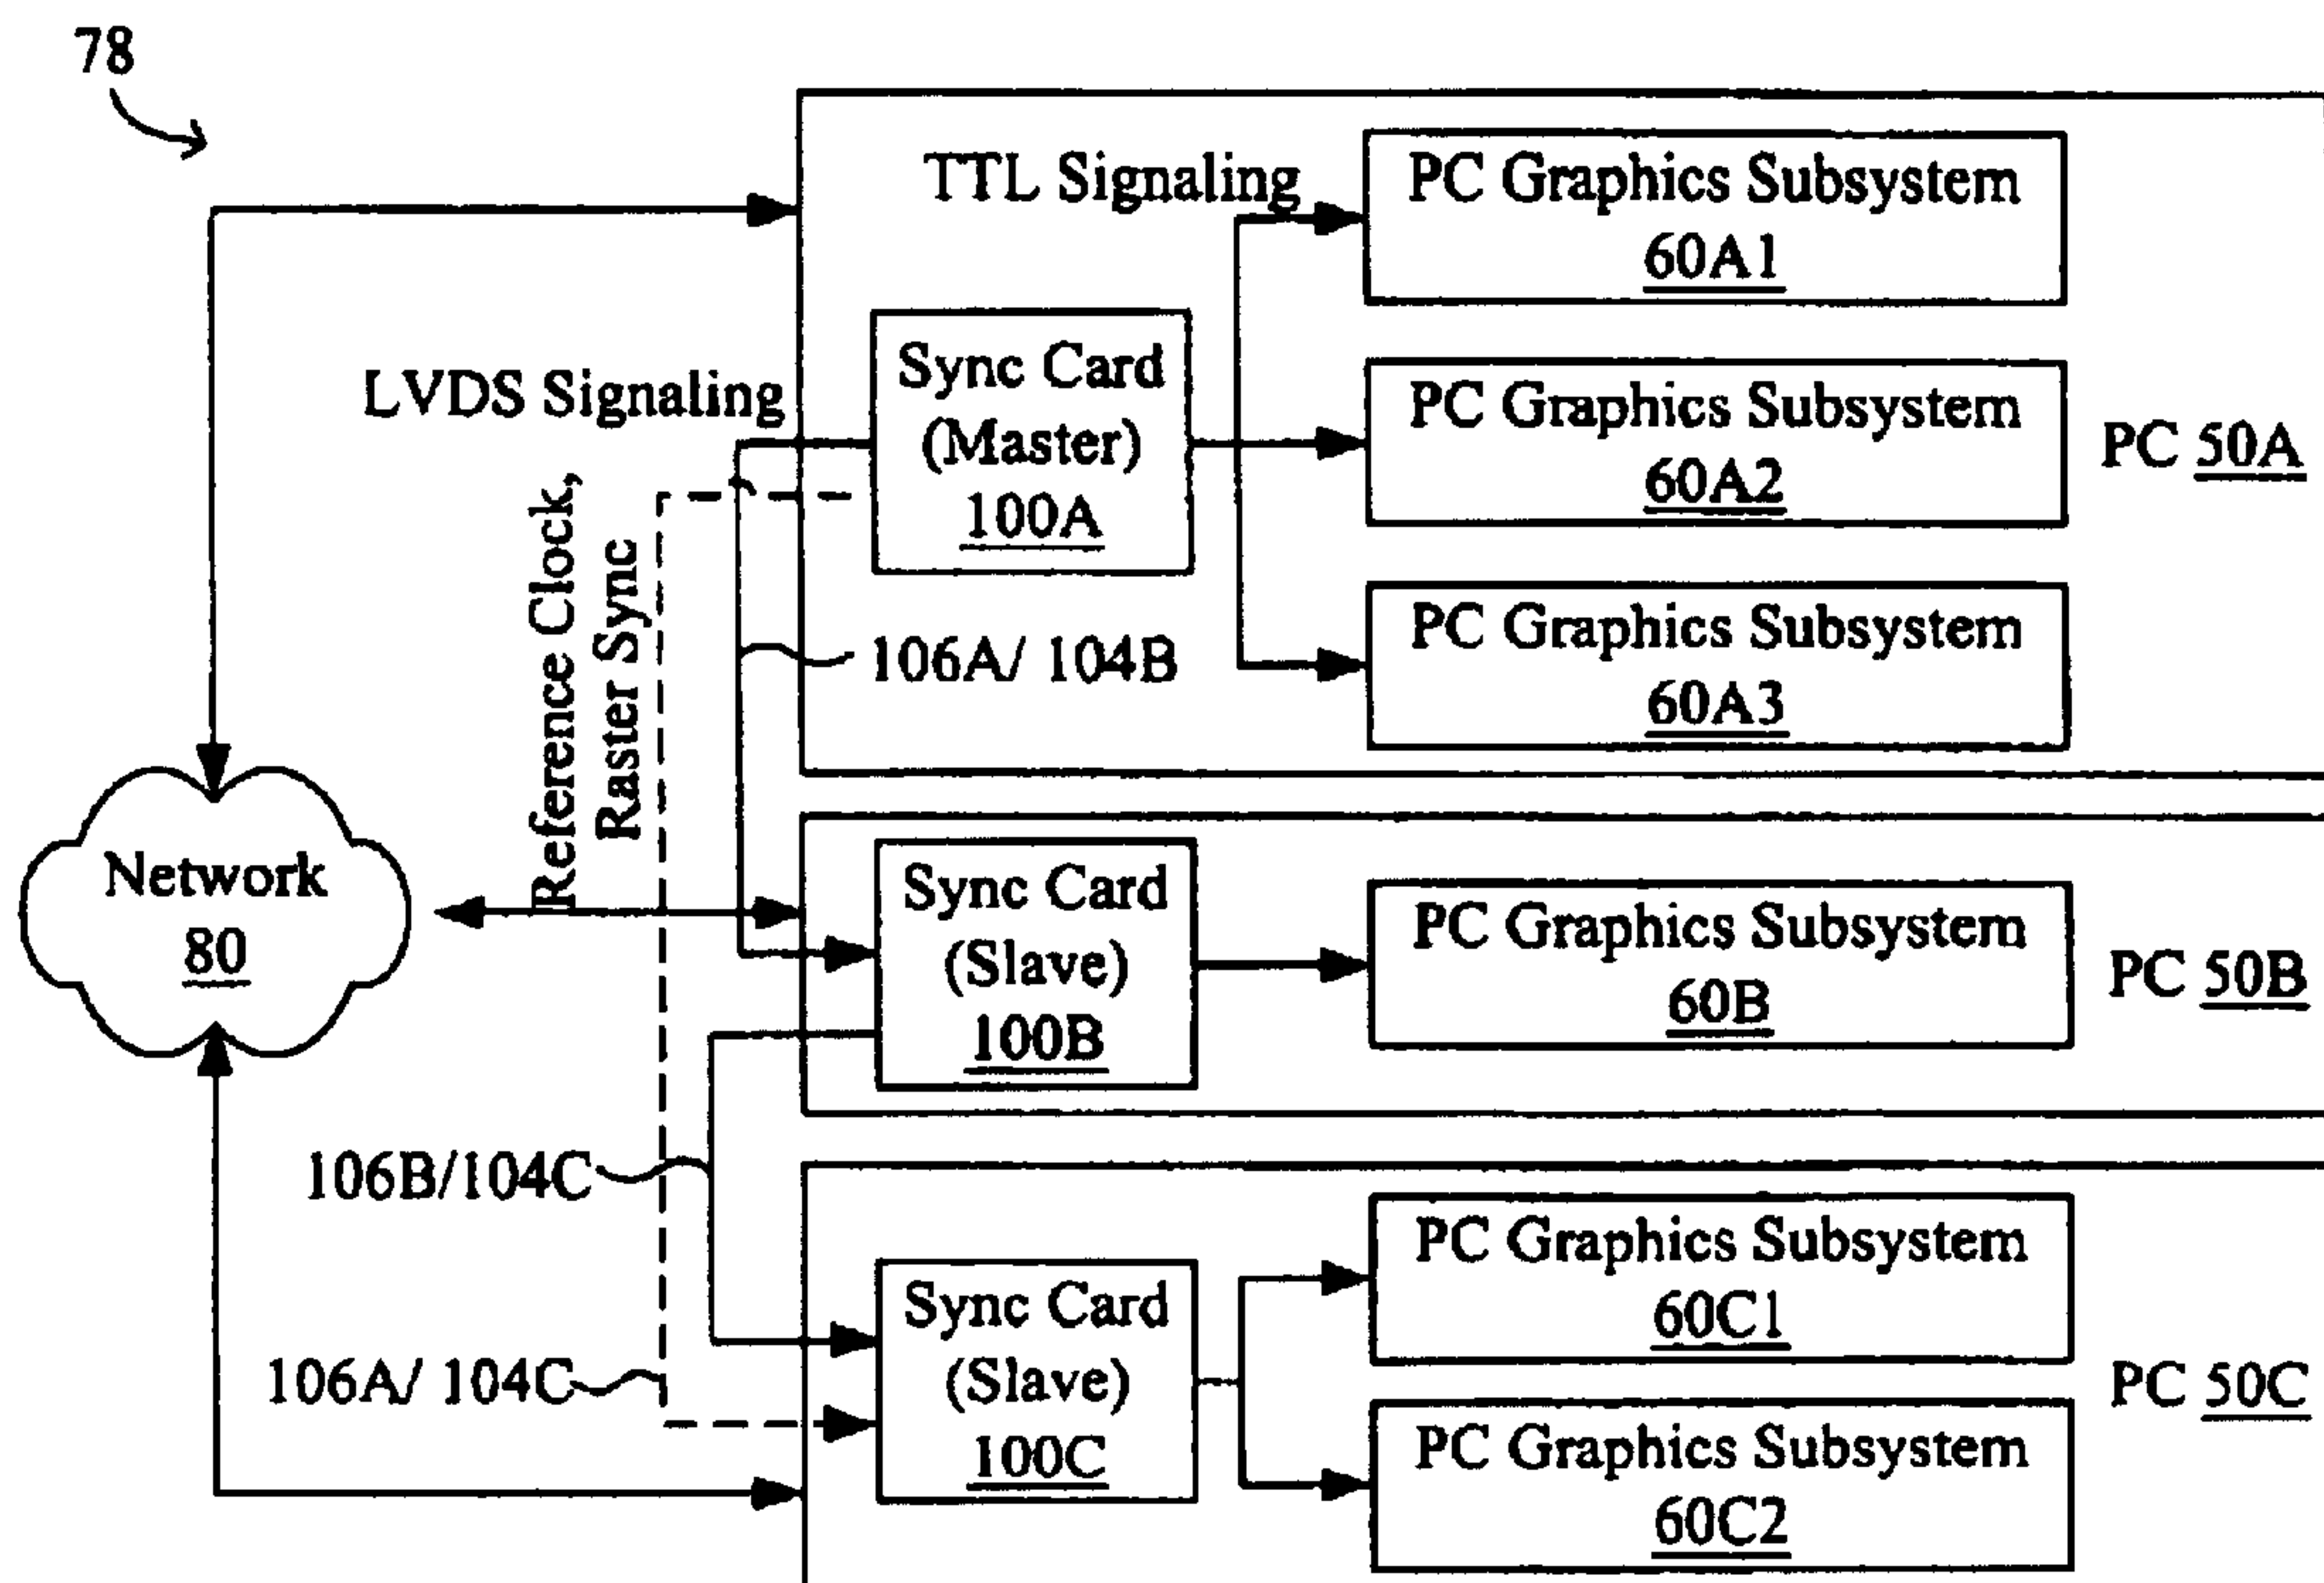 78
TTL Signaling
PC Graphics Subsystem
60A1
LVDS Signaling
Sync Card
(Master)
100A
PC Graphics Subsystem
60A2
PC 50A
Reference Clock,
Raster Sync
106A/ 104B
PC Graphics Subsystem
60A3
Network
80
Sync Card
(Slave)
100B
PC Graphics Subsystem
60B
PC 50B
106B/104C
106A/ 104C
Sync Card
(Slave)
100C
PC Graphics Subsystem
60C1
PC Graphics Subsystem
60C2
PC 50C